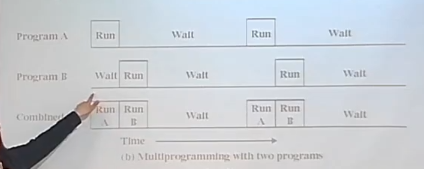 Program A Run Wait Run Wait
Program B Wait Run Wait Run Wait
Combined Run A Run B Wait Run A Run B Wait
Time
(b) Multiprogramming with two programs